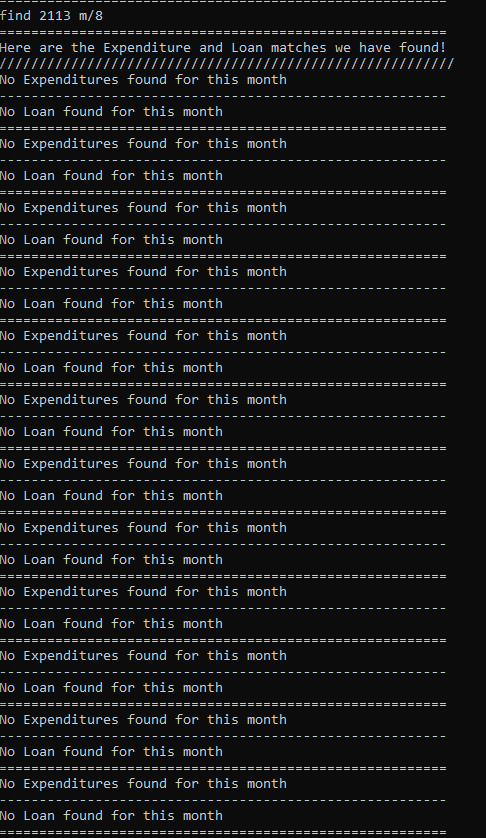 ========================================================
find 2113 m/8
========================================================
Here are the Expenditure and Loan matches we have found!
/////////////////////////////////////////////////////////
No Expenditures found for this month
--------------------------------------------------------
No Loan found for this month
========================================================
No Expenditures found for this month
--------------------------------------------------------
No Loan found for this month
========================================================
No Expenditures found for this month
--------------------------------------------------------
No Loan found for this month
========================================================
No Expenditures found for this month
--------------------------------------------------------
No Loan found for this month
========================================================
No Expenditures found for this month
--------------------------------------------------------
No Loan found for this month
========================================================
No Expenditures found for this month
--------------------------------------------------------
No Loan found for this month
========================================================
No Expenditures found for this month
--------------------------------------------------------
No Loan found for this month
========================================================
No Expenditures found for this month
--------------------------------------------------------
No Loan found for this month
========================================================
No Expenditures found for this month
--------------------------------------------------------
No Loan found for this month
========================================================
No Expenditures found for this month
--------------------------------------------------------
No Loan found for this month
========================================================
No Expenditures found for this month
--------------------------------------------------------
No Loan found for this month
========================================================
No Expenditures found for this month
--------------------------------------------------------
No Loan found for this month
========================================================